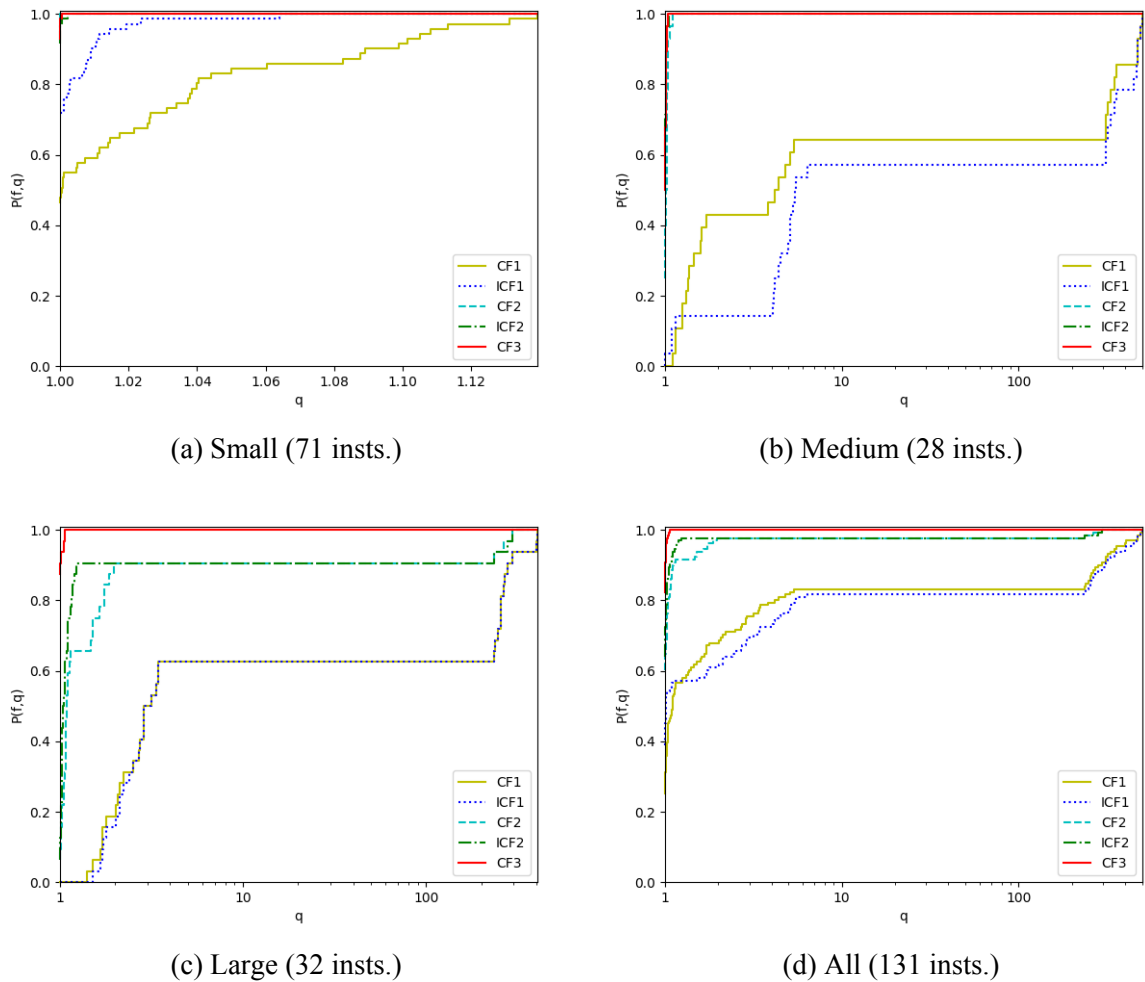 1.0
0.8
0.6
0.4
0.2
0.0
P(f,q)
1.00 1.02 1.04 1.06 1.08 1.10 1.12
q
CF1
ICF1
CF2
ICF2
CF3
(a) Small (71 insts.)
1.0
0.8
0.6
0.4
0.2
0.0
P(f,q)
1 10 100
q
CF1
ICF1
CF2
ICF2
CF3
(b) Medium (28 insts.)
1.0
0.8
0.6
0.4
0.2
0.0
P(f,q)
1 10 100
q
CF1
ICF1
CF2
ICF2
CF3
(c) Large (32 insts.)
1.0
0.8
0.6
0.4
0.2
0.0
P(f,q)
1 10 100
q
CF1
ICF1
CF2
ICF2
CF3
(d) All (131 insts.)